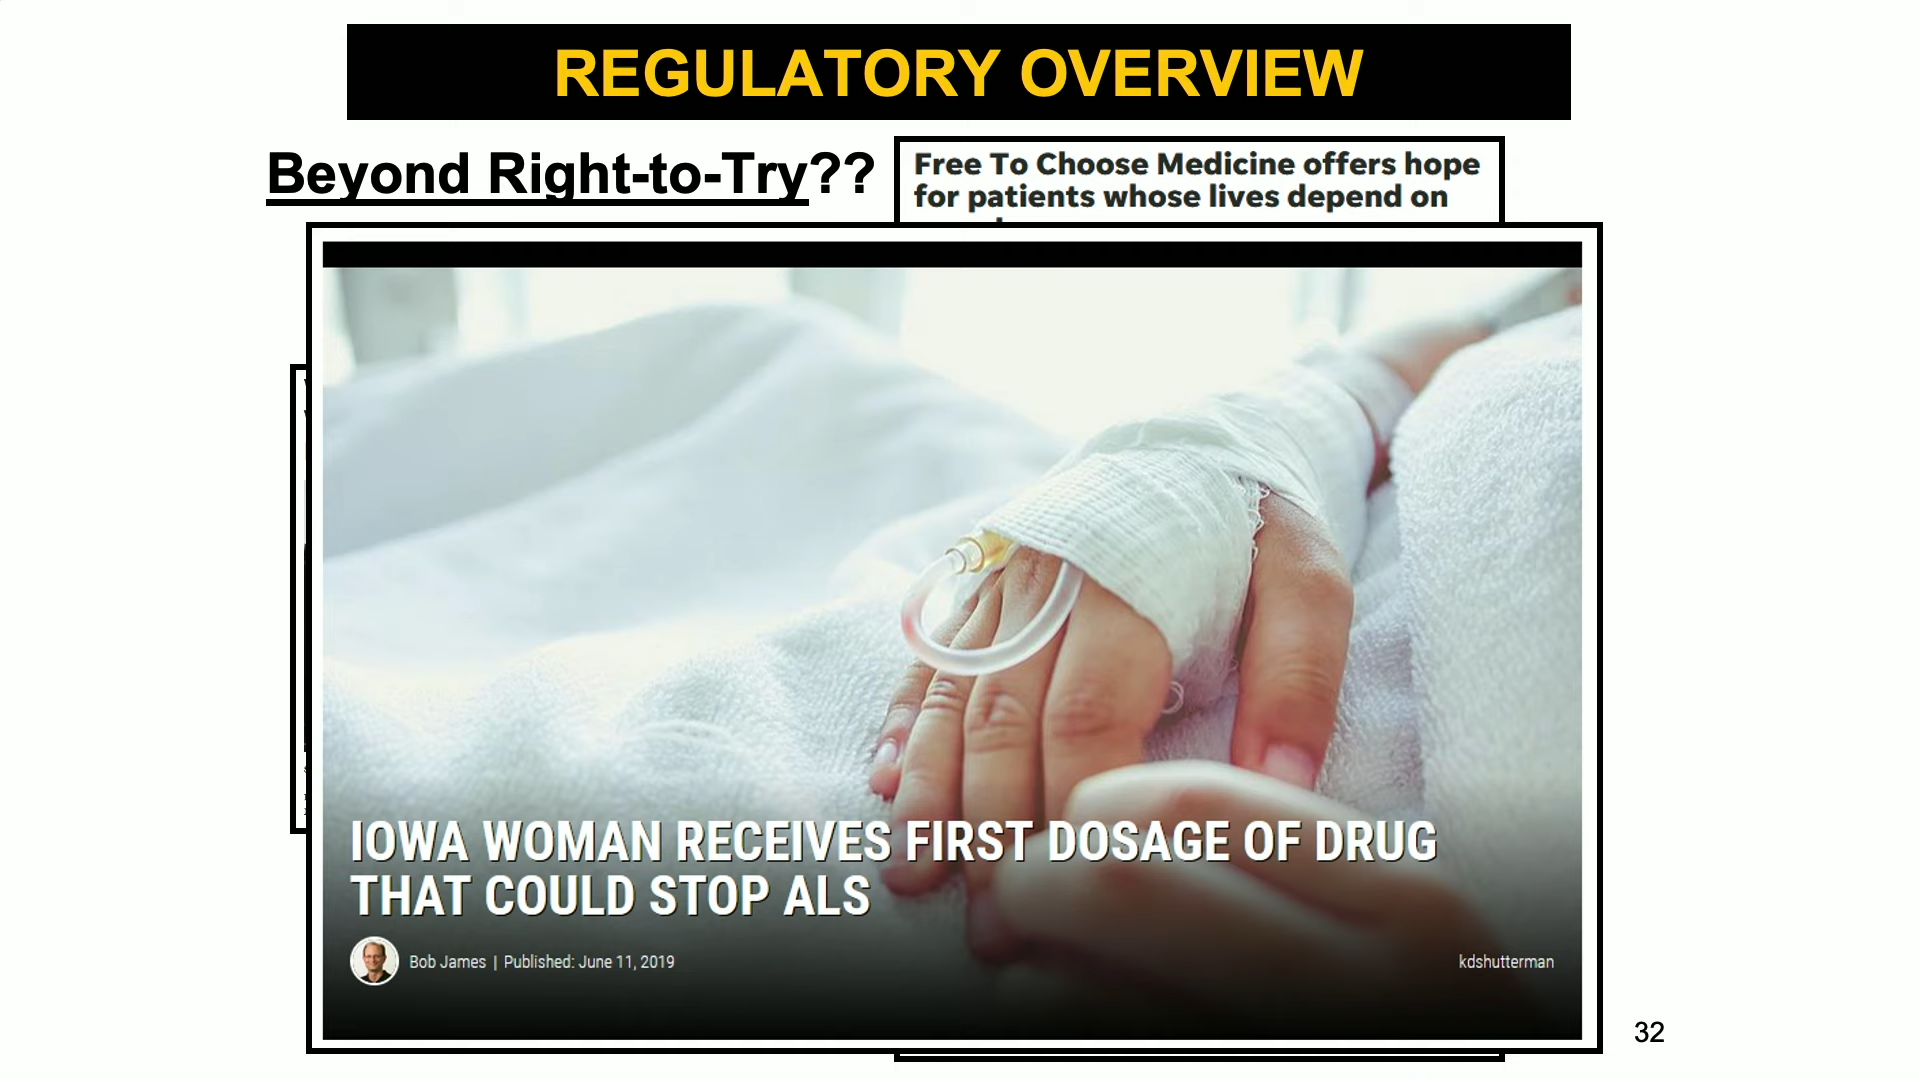 REGULATORY OVERVIEW
Beyond Right-to-Try??
Free To Choose Medicine offers hope
for patients whose lives depend on
IOWA WOMAN RECEIVES FIRST DOSAGE OF DRUG
THAT COULD STOP ALS
Bob James | Published: June 11, 2019
kdshutterman
32